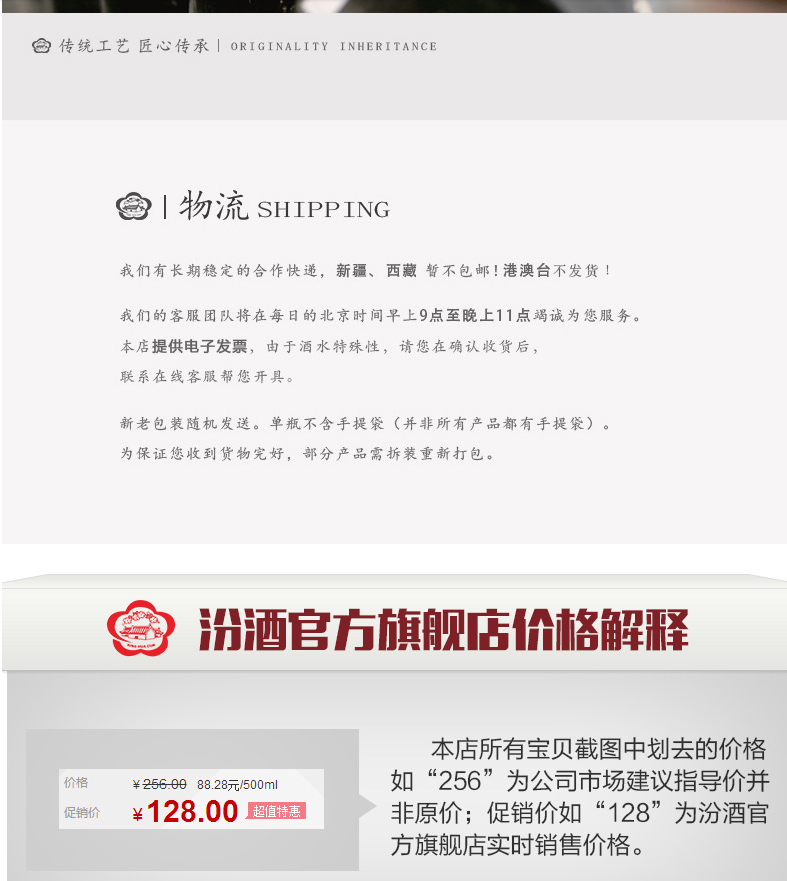 传统工艺 匠心传承 | ORIGINALITY INHERITANCE
物流 SHIPPING
我们有长期稳定的合作快递，新疆、西藏 暂不包邮！港澳台不发货！
我们的客服团队将在每日的北京时间早上9点至晚上11点竭诚为您服务。
本店提供电子发票，由于酒水特殊性，请您在确认收货后，
联系在线客服帮您开具。
新老包装随机发送。单瓶不含手提袋（并非所有产品都有手提袋）。
为保证您收到货物完好，部分产品需拆装重新打包。
汾酒官方旗舰店价格解释
价格 ¥256.00 88.28元/500ml
促销价 ¥128.00 超值特惠
本店所有宝贝截图中划去的价格
如“256”为公司市场建议指导价并
非原价；促销价如“128”为汾酒官
方旗舰店实时销售价格。